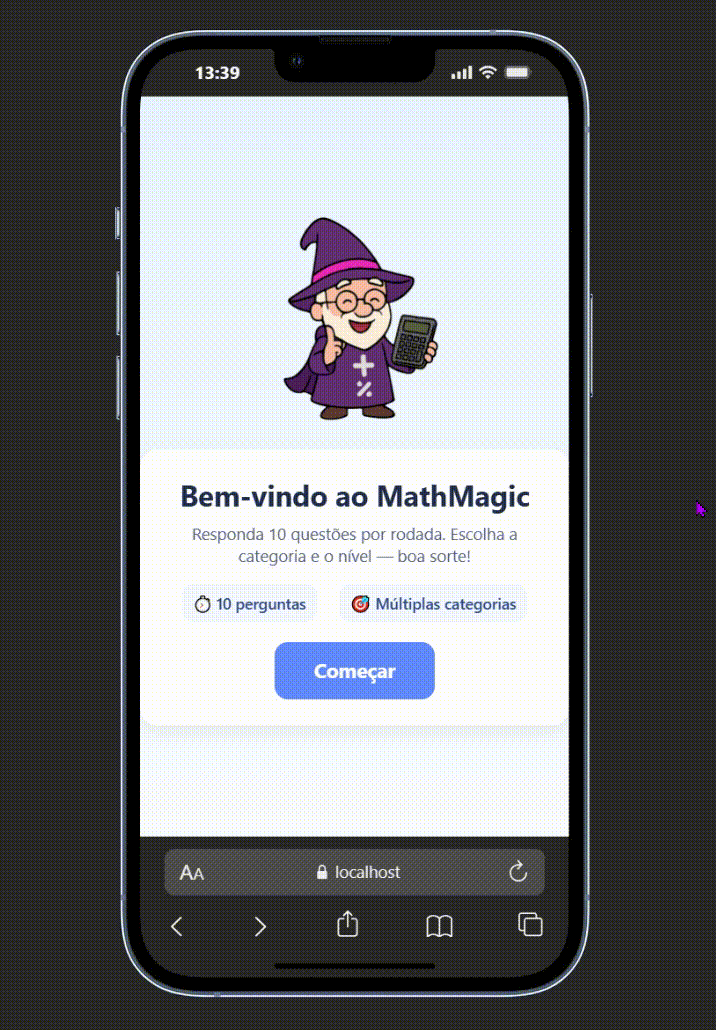 13:39
Bem-vindo ao MathMagic
Responda 10 questões por rodada. Escolha a
categoria e o nível — boa sorte!
10 perguntas
Múltiplas categorias
Começar
AA
localhost